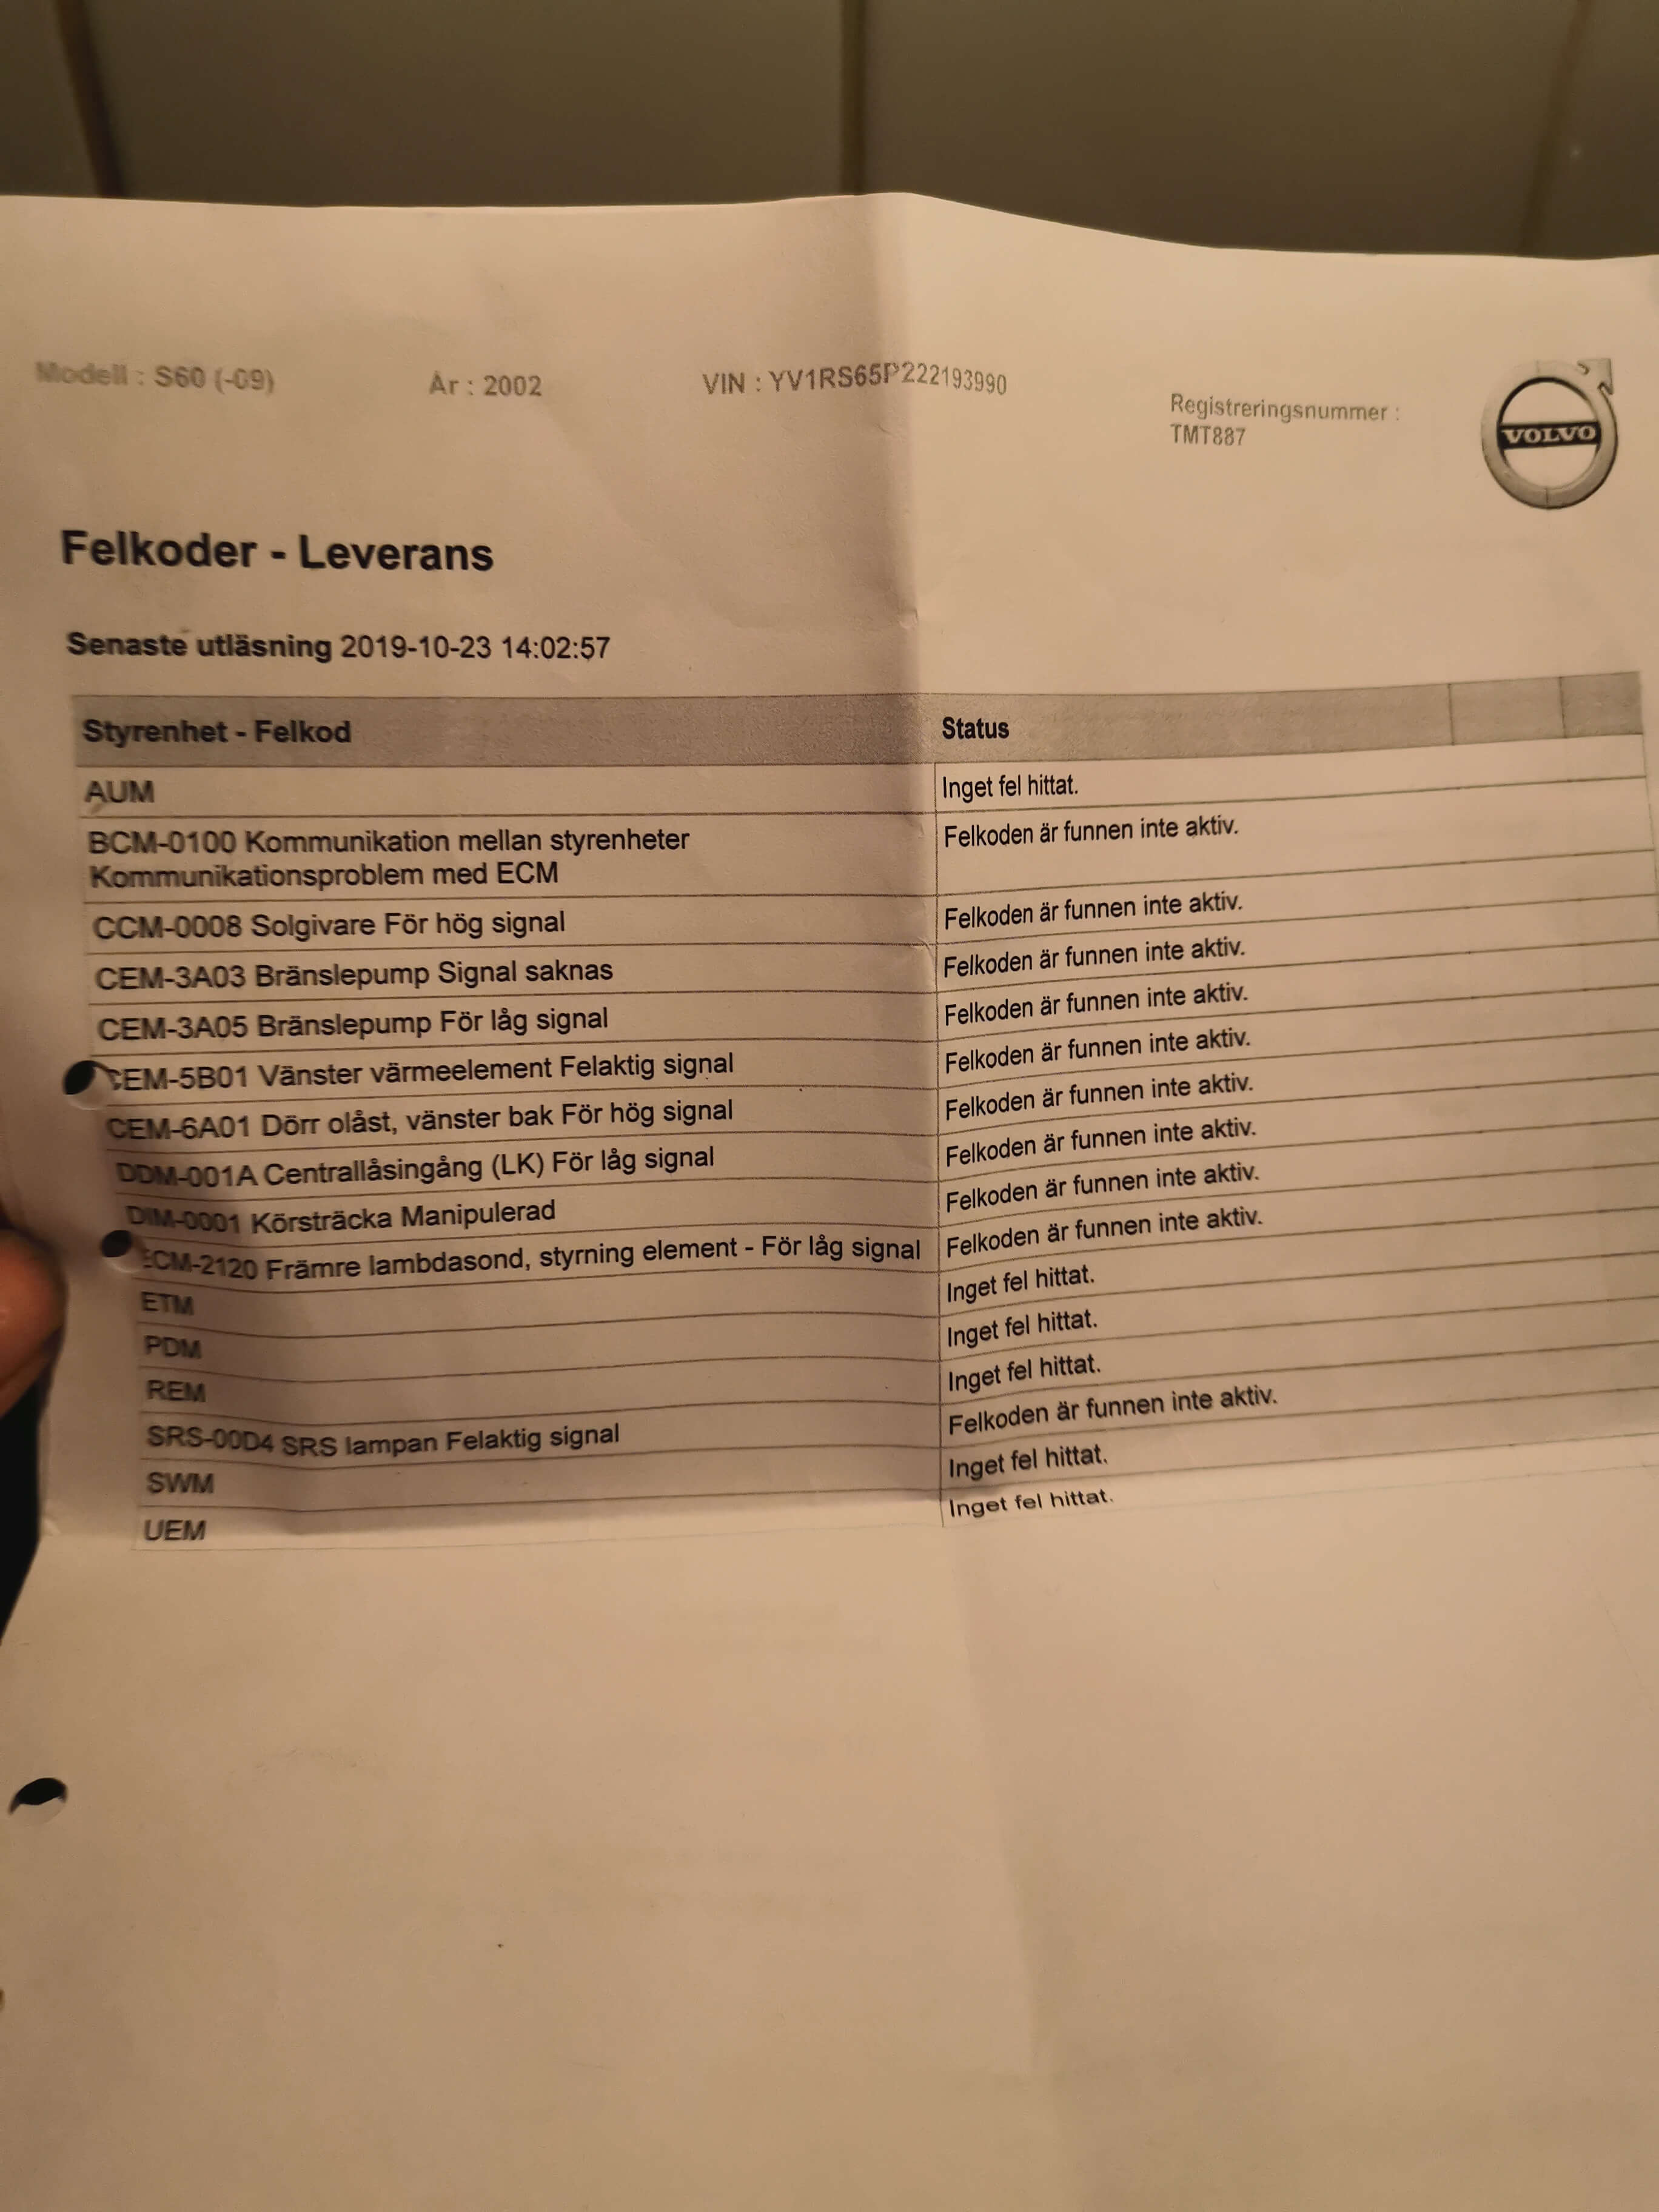 Modell : S60 (-09) År : 2002 VIN : YV1RS65P222193990 Registreringsnummer :
TMT887
VOLVO
Felkoder - Leverans
Senaste utläsning 2019-10-23 14:02:57
Styrenhet - Felkod Status
AUM Inget fel hittat.
BCM-0100 Kommunikation mellan styrenheter Felkoden är funnen inte aktiv.
Kommunikationsproblem med ECM
CCM-0008 Solgivare För hög signal Felkoden är funnen inte aktiv.
CEM-3A03 Bränslepump Signal saknas Felkoden är funnen inte aktiv.
CEM-3A05 Bränslepump För låg signal Felkoden är funnen inte aktiv.
CEM-5B01 Vänster värmeelement Felaktig signal Felkoden är funnen inte aktiv.
CEM-6A01 Dörr olåst, vänster bak För hög signal Felkoden är funnen inte aktiv.
DDM-001A Centrallåsingång (LK) För låg signal Felkoden är funnen inte aktiv.
DIM-0001 Körsträcka Manipulerad Felkoden är funnen inte aktiv.
ECM-2120 Främre lambdasond, styrning element - För låg signal Felkoden är funnen inte aktiv.
ETM Inget fel hittat.
PDM Inget fel hittat.
REM Inget fel hittat.
SRS-00D4 SRS lampan Felaktig signal Felkoden är funnen inte aktiv.
SWM Inget fel hittat.
UEM Inget fel hittat.